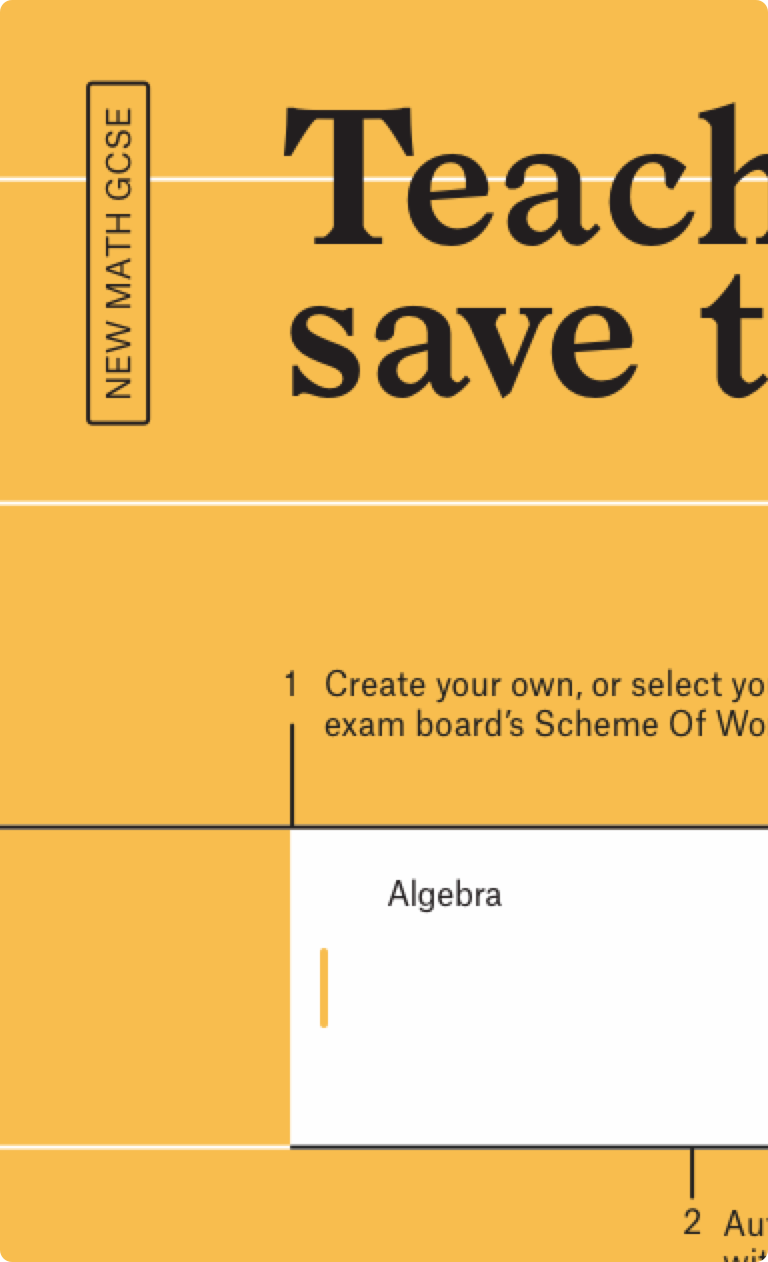 NEW MATH GCSE
Teach
save t
1 Create your own, or select yo
exam board's Scheme Of Wo
Algebra
2 Au